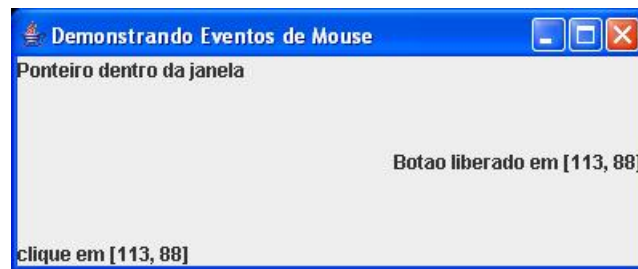 Demonstrando Eventos de Mouse
Ponteiro dentro da janela
Botao liberado em [113, 88]
clique em [113, 88]